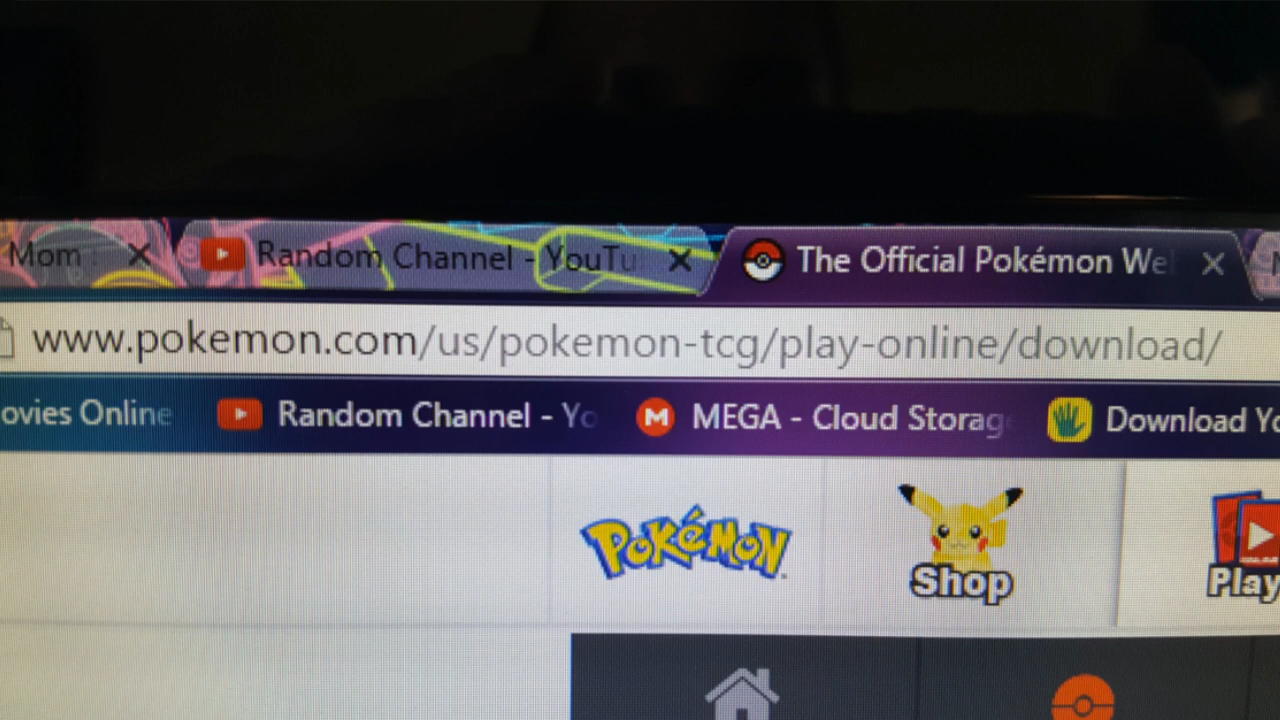 Mom
Random Channel - YouTu
The Official Pokémon We
www.pokemon.com/us/pokemon-tcg/play-online/download/
ovies Online
Random Channel - Yo
MEGA - Cloud Storage
Download Yo
POKéMON
Shop
Play